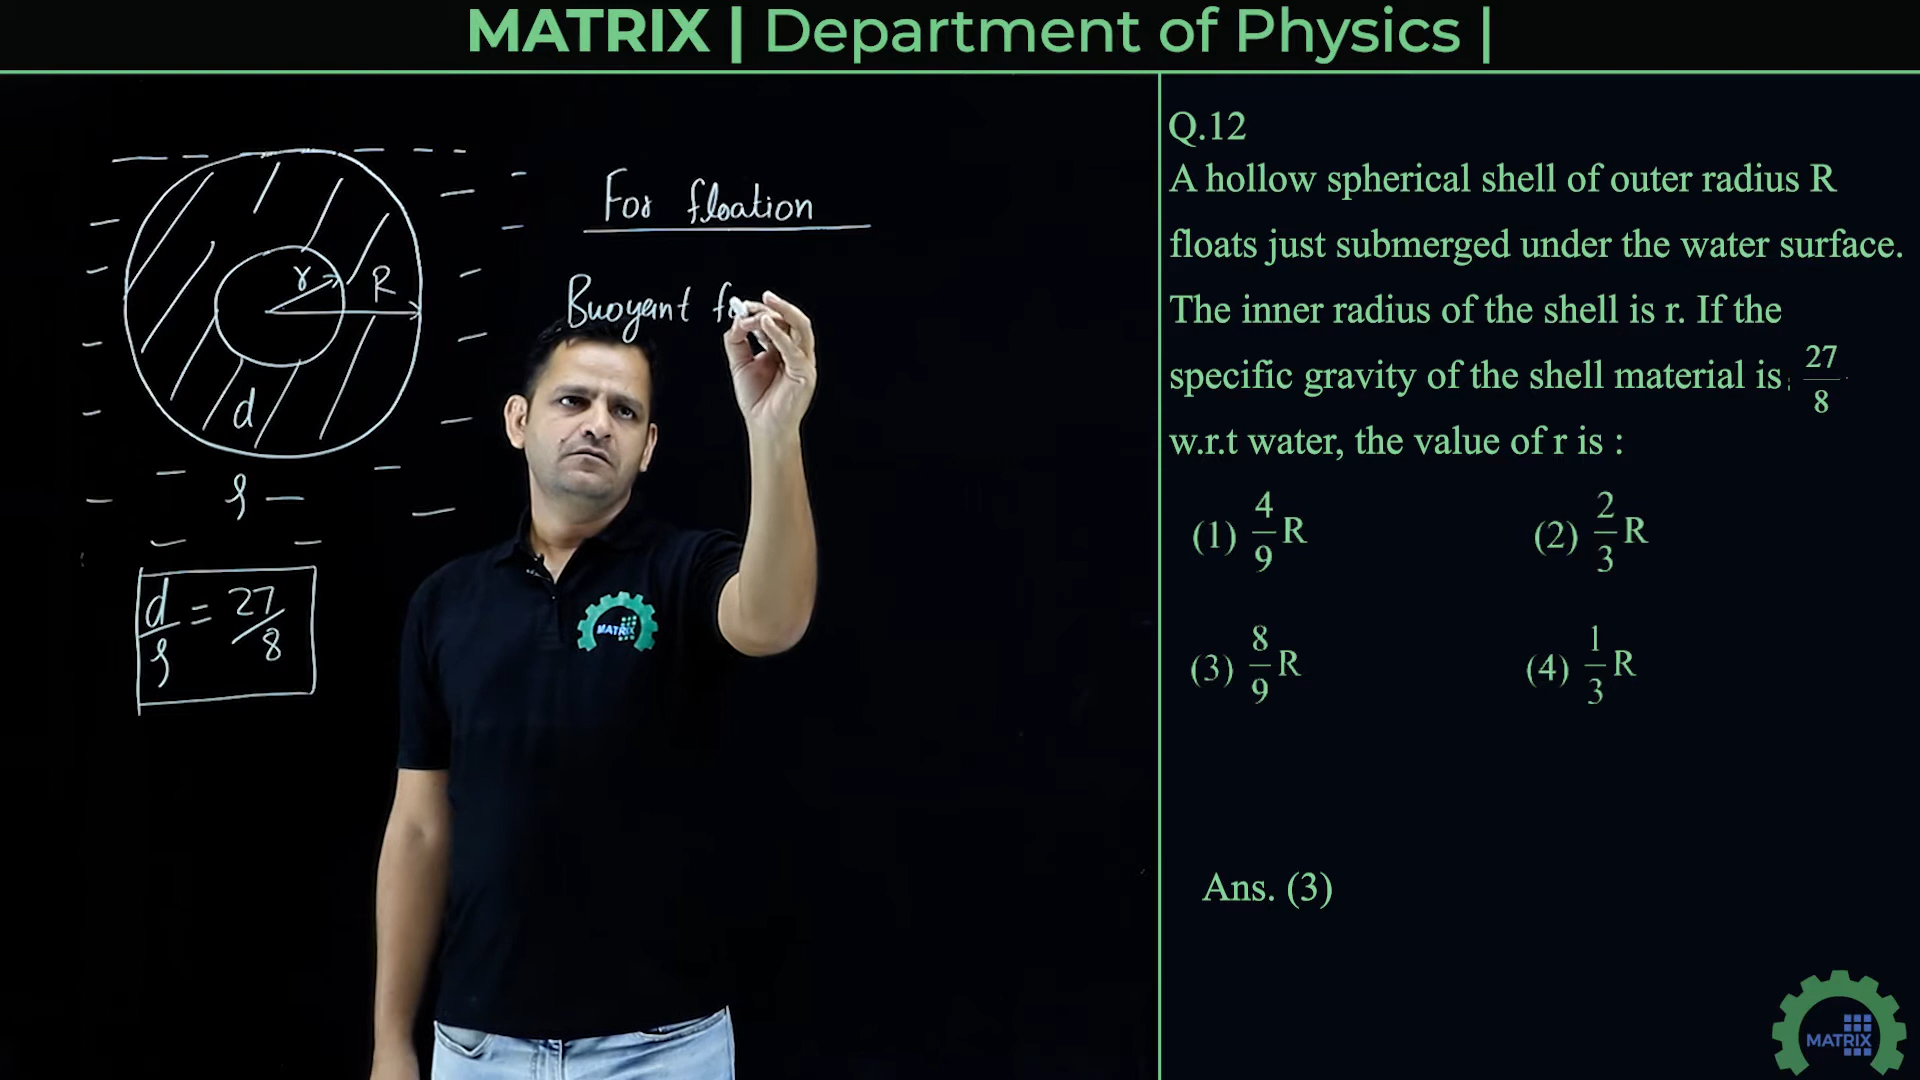 MATRIX | Department of Physics |
Q.12
A hollow spherical shell of outer radius R
floats just submerged under the water surface.
The inner radius of the shell is r. If the
specific gravity of the shell material is 27/8
w.r.t water, the value of r is :
(1) 4/9 R (2) 2/3 R
(3) 8/9 R (4) 1/3 R
Ans. (3)
For floation
Buoyant fo
r R
d
ρ
d/ρ = 27/8
MATRIX
MATRIX